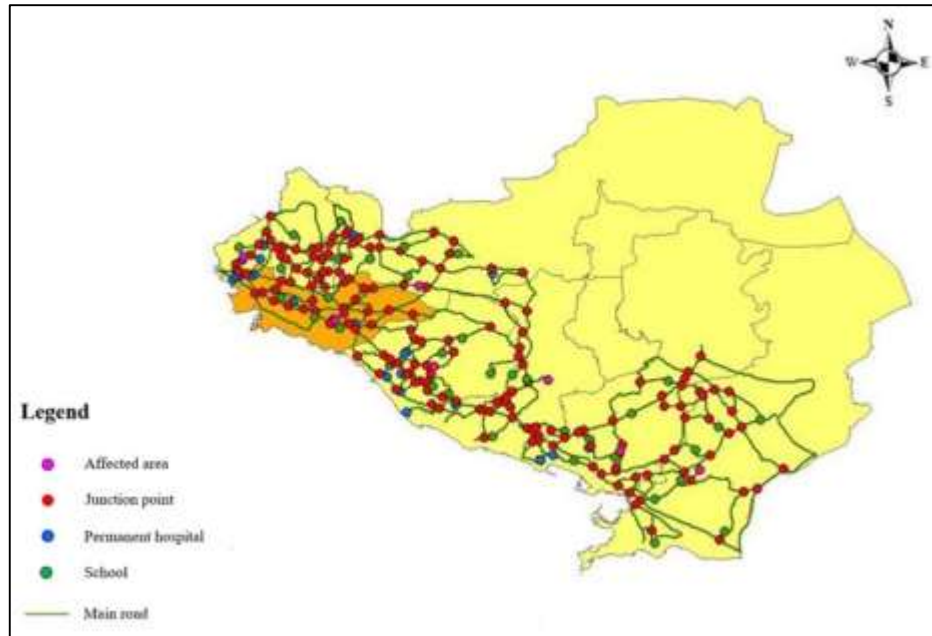 N
W E
S
Legend
Affected area
Junction point
Permanent hospital
School
Main road